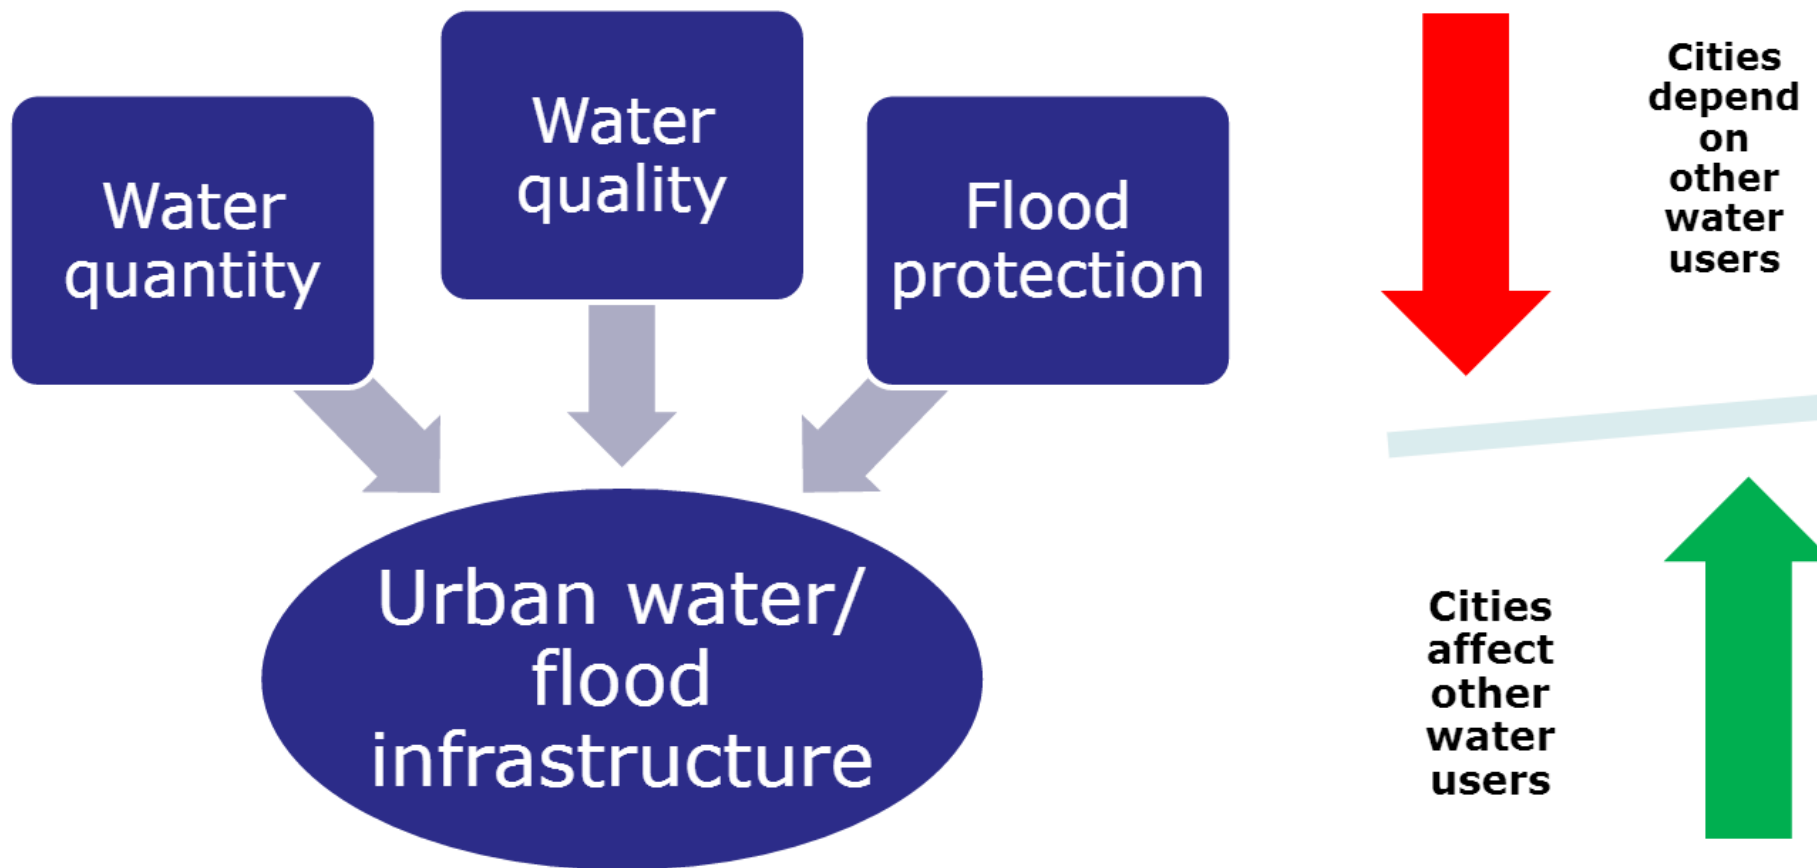 Water
quantity
Water
quality
Flood
protection
Urban water/
flood
infrastructure
Cities
depend
on
other
water
users
Cities
affect
other
water
users